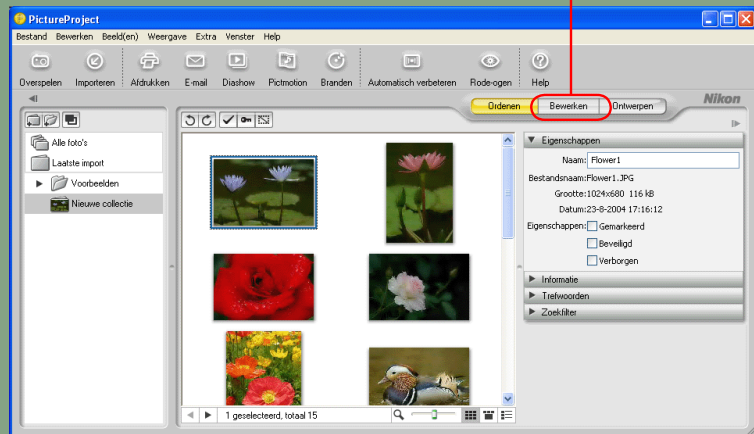 PictureProject
Bestand Bewerken Beeld(en) Weergave Extra Venster Help
Overspelen Importeren Afdrukken E-mail Diashow Pictmotion Branden Automatisch verbeteren Rode-ogen Help
Ordenen Bewerken Ontwerpen Nikon
Alle foto's
Laatste import
Voorbeelden
Nieuwe collectie
Eigenschappen
Naam: Flower1
Bestandsnaam:Flower1.JPG
Grootte:1024x680 116 kB
Datum:23-8-2004 17:16:12
Eigenschappen: Gemarkeerd
Beveiligd
Verborgen
Informatie
Trefwoorden
Zoekfilter
1 geselecteerd, totaal 15